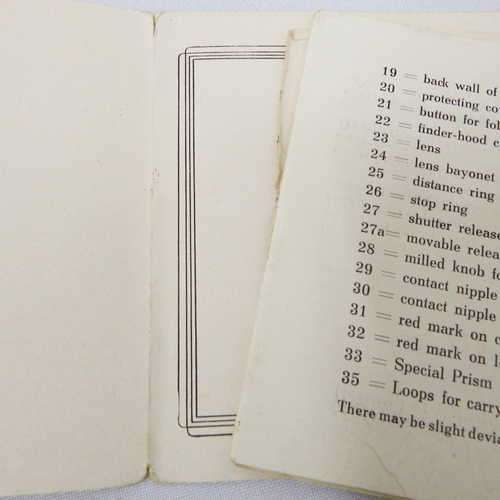 19 = back wall of
20 = protecting co
21 = button for fol
22 = finder-hood c
23 = lens
24 = lens bayonet
25 = distance ring
26 = stop ring
27 = shutter release
27a= movable relea
28 = milled knob fo
29 = contact nipple
30 = contact nipple
31 = red mark on c
32 = red mark on l
33 = Special Prism
35 = Loops for carry
There may be slight devia